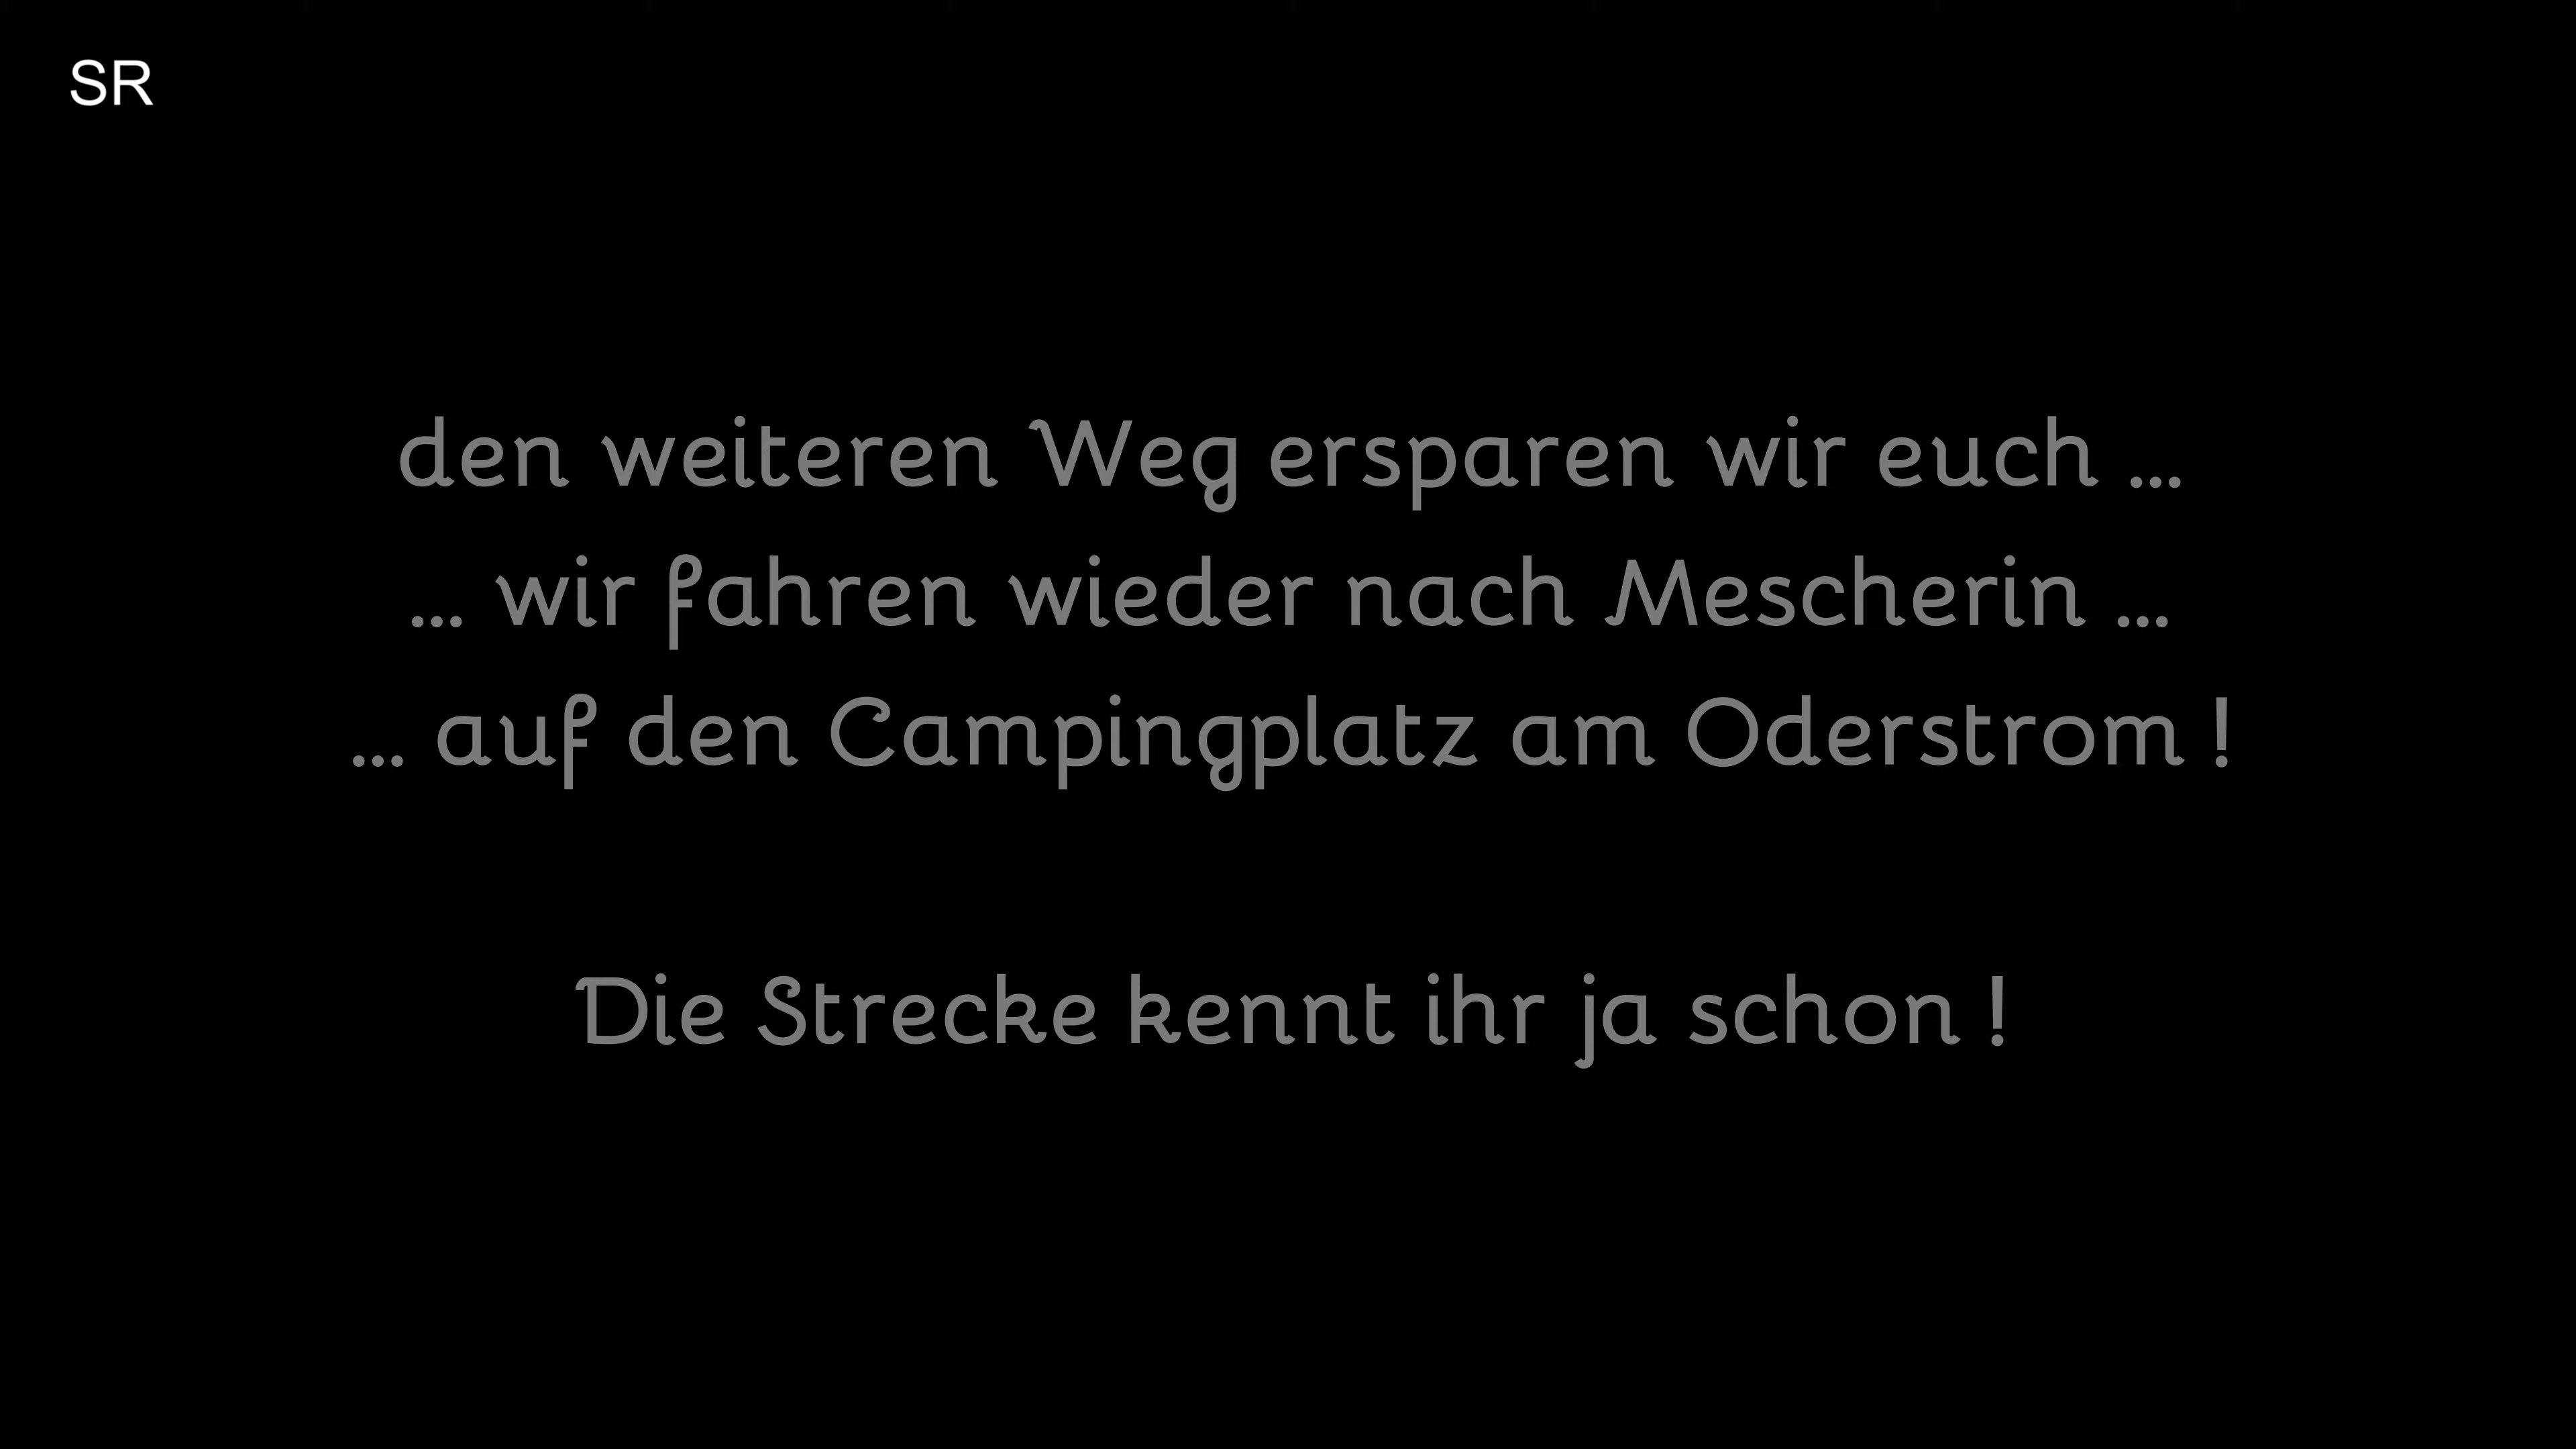 SR
den weiteren Weg ersparen wir euch ...
... wir fahren wieder nach Mescherin ...
... auf den Campingplatz am Oderstrom !
Die Strecke kennt ihr ja schon !